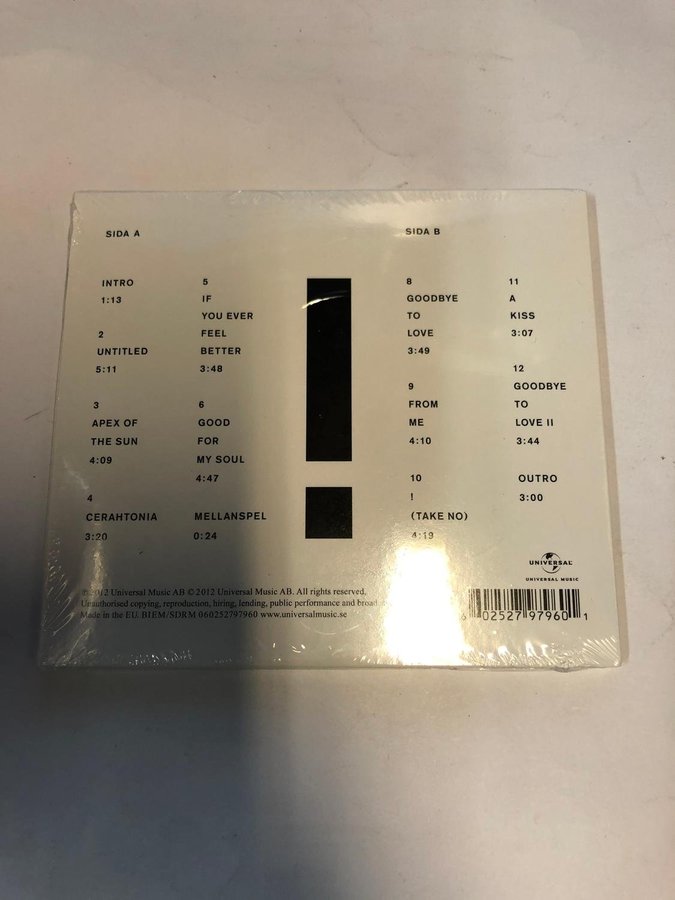 SIDA A
INTRO
1:13
2
UNTITLED
5:11
3
APEX OF
THE SUN
4:09
4
CERAHTONIA
3:20
5
IF
YOU EVER
FEEL
BETTER
3:48
6
GOOD
FOR
MY SOUL
4:47
MELLANSPEL
0:24
SIDA B
8
GOODBYE
TO
LOVE
3:49
9
FROM
ME
4:10
10
!
(TAKE NO)
4:19
11
A
KISS
3:07
12
GOODBYE
TO
LOVE II
3:44
OUTRO
3:00
UNIVERSAL
UNIVERSAL MUSIC
℗ 2012 Universal Music AB © 2012 Universal Music AB. All rights reserved.
Unauthorised copying, reproduction, hiring, lending, public performance and broad
Made in the EU. BIEM/SDRM 060252797960 www.universalmusic.se
6 02527 97960 1